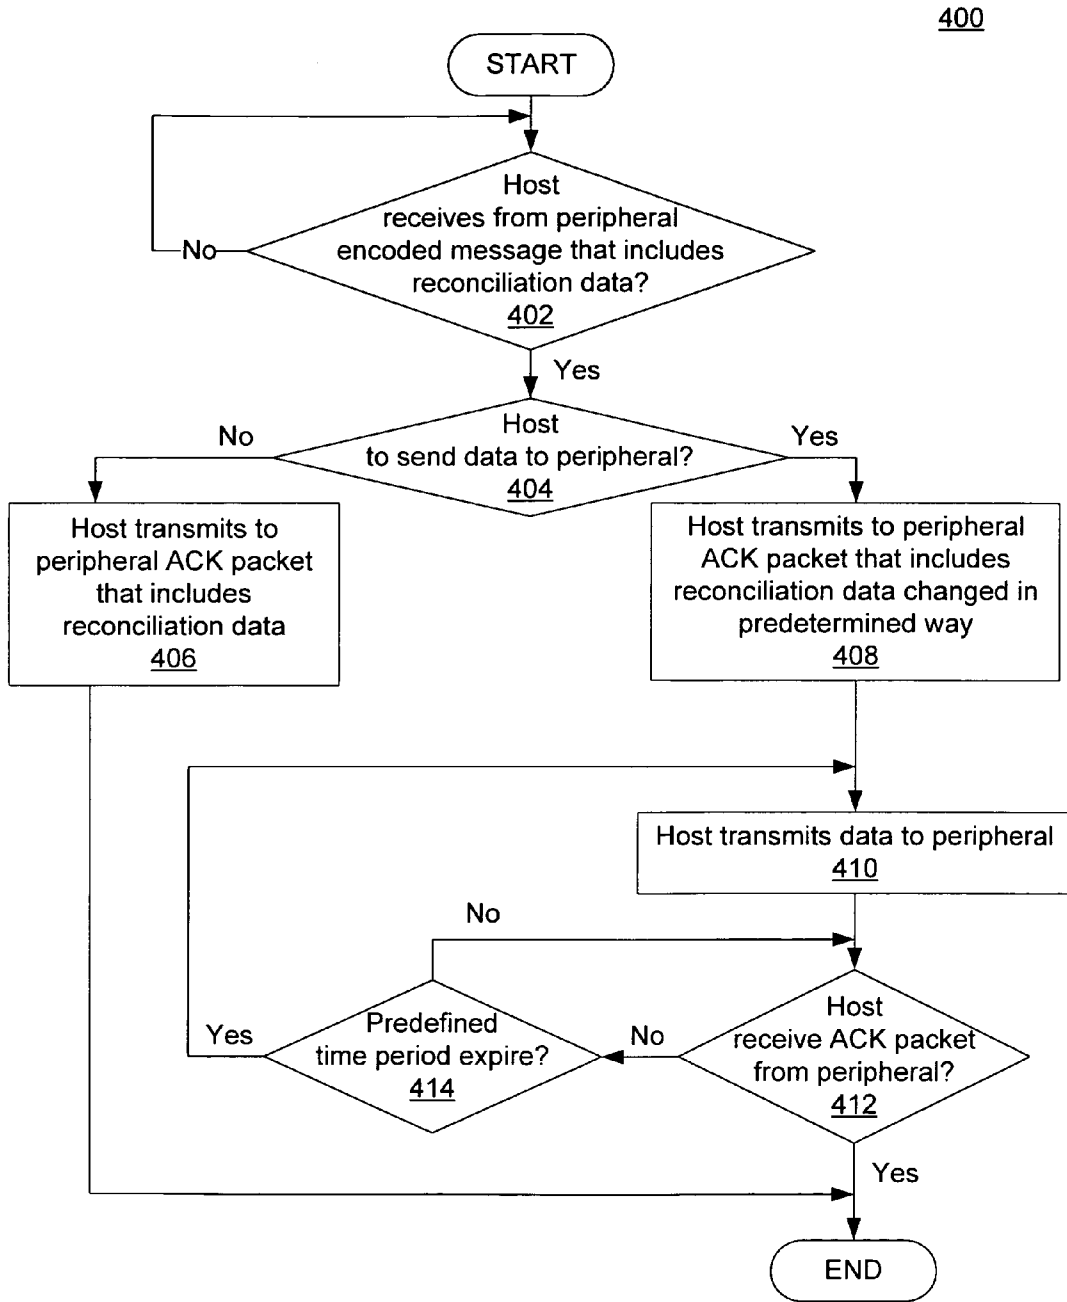 400
START
Host
receives from peripheral
encoded message that includes
reconciliation data?
402
No
Yes
Host
to send data to peripheral?
404
No
Yes
Host transmits to
peripheral ACK packet
that includes
reconciliation data
406
Host transmits to peripheral
ACK packet that includes
reconciliation data changed in
predetermined way
408
Host transmits data to peripheral
410
No
Predefined
time period expire?
414
Yes
No
Host
receive ACK packet
from peripheral?
412
Yes
END